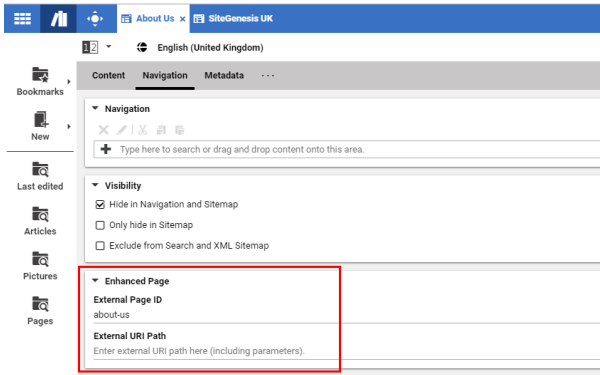 About Us x
SiteGenesis UK
12
English (United Kingdom)
Bookmarks
New
Last edited
Articles
Pictures
Pages
Content Navigation Metadata ...
Navigation
Type here to search or drag and drop content onto this area.
Visibility
Hide in Navigation and Sitemap
Only hide in Sitemap
Exclude from Search and XML Sitemap
Enhanced Page
External Page ID
about-us
External URI Path
Enter external URI path here (including parameters).